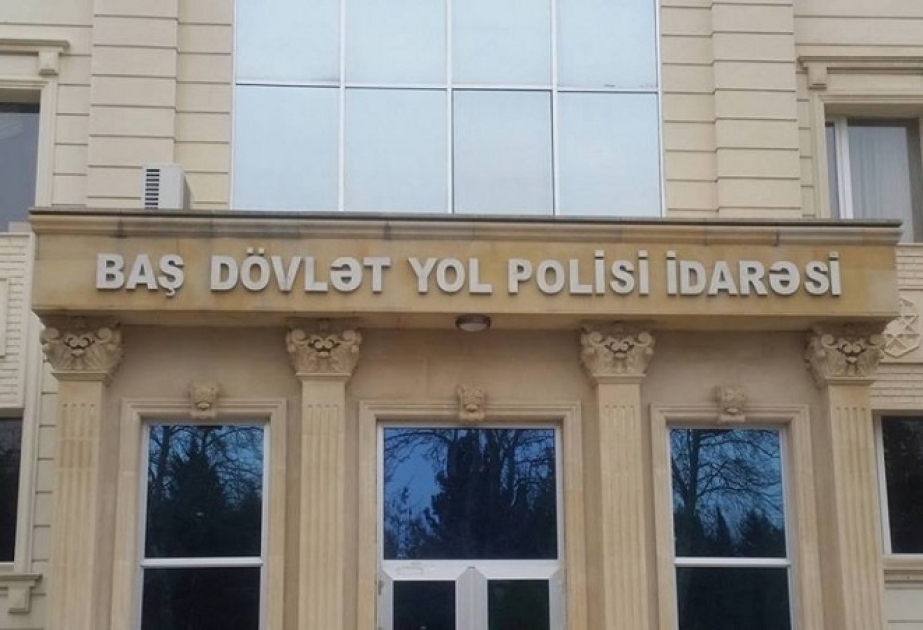 BAŞ DÖVLƏT YOL POLİSİ İDARƏSİ